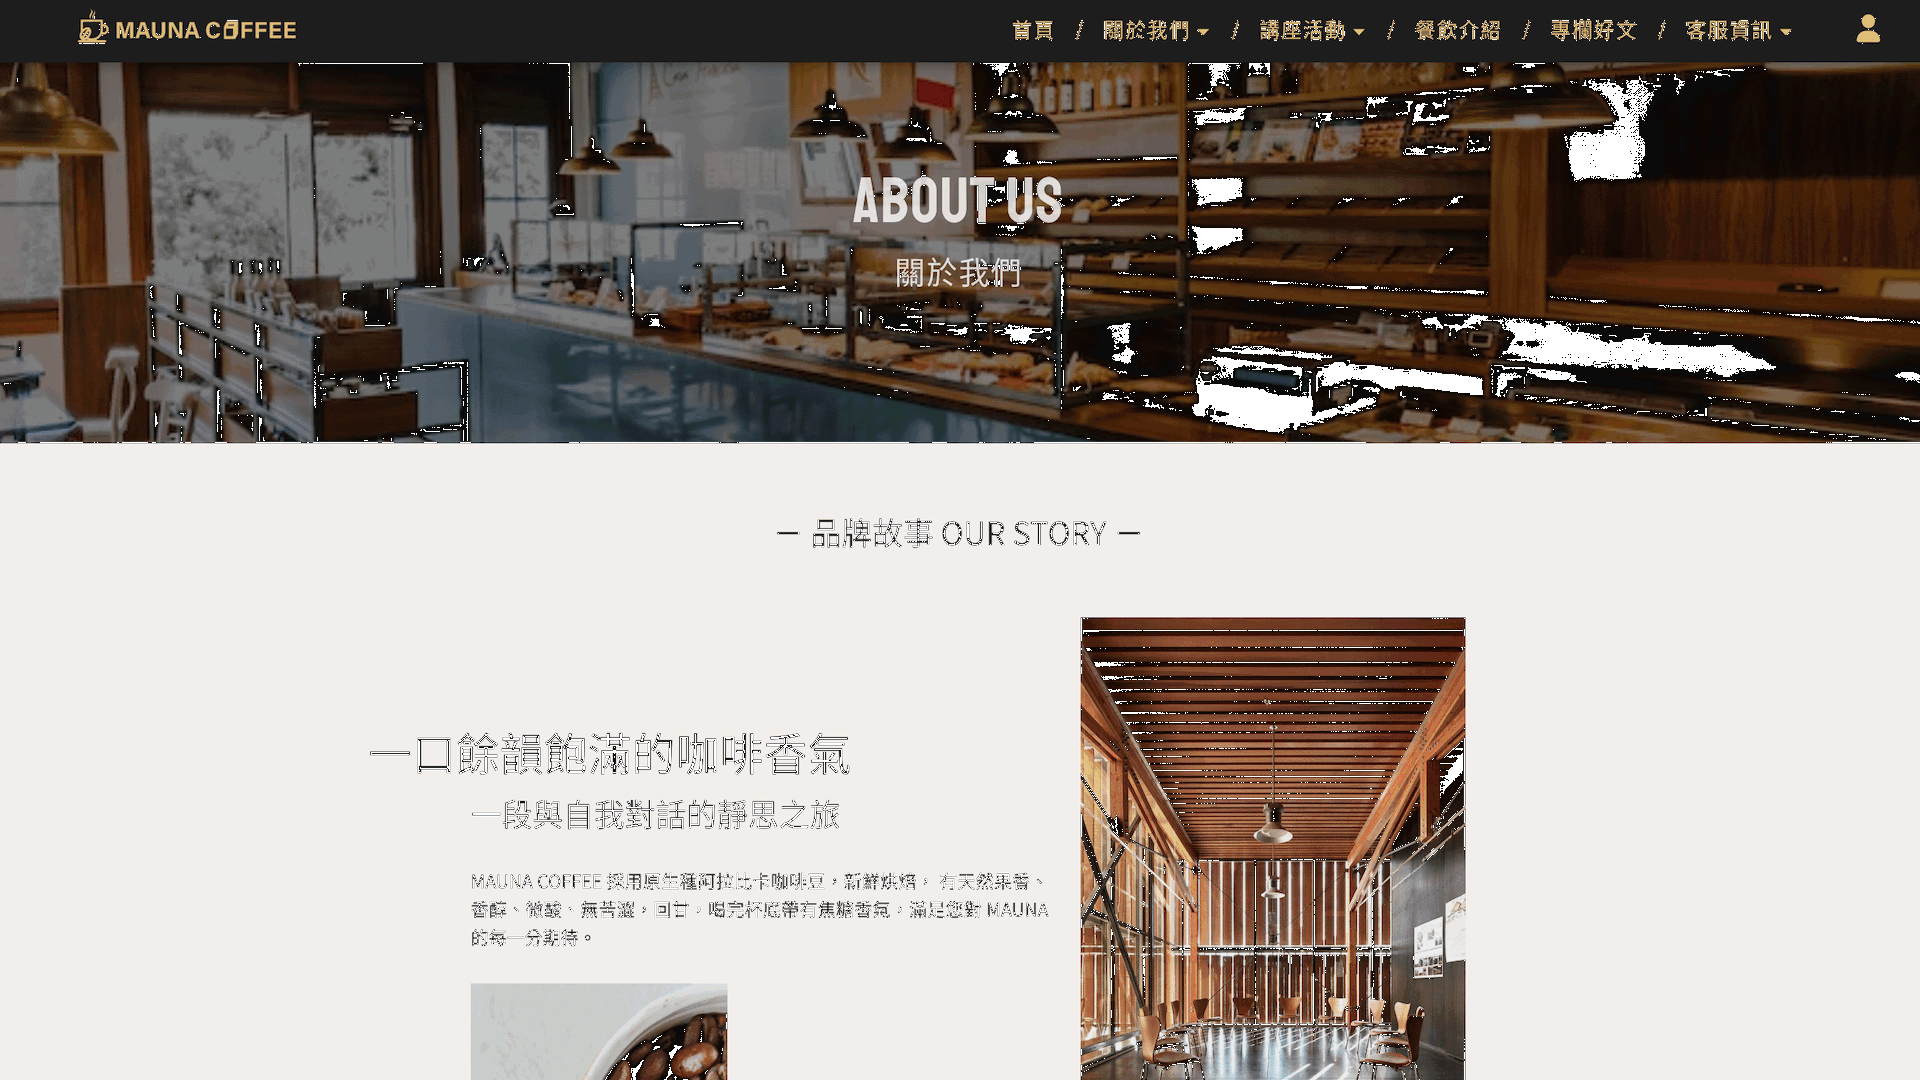 MAUNA COFFEE
首頁 / 關於我們 / 講座活動 / 餐飲介紹 / 專欄好文 / 客服資訊
ABOUT US
關於我們
一 品牌故事 OUR STORY 一
一口餘韻飽滿的咖啡香氣
一段與自我對話的靜思之旅
MAUNA COFFEE 採用原生種阿拉比卡咖啡豆，新鮮烘焙， 有天然果香、
香醇、微酸、無苦澀，回甘，喝完杯底帶有焦糖香氣，滿足您對 MAUNA
的每一分期待。